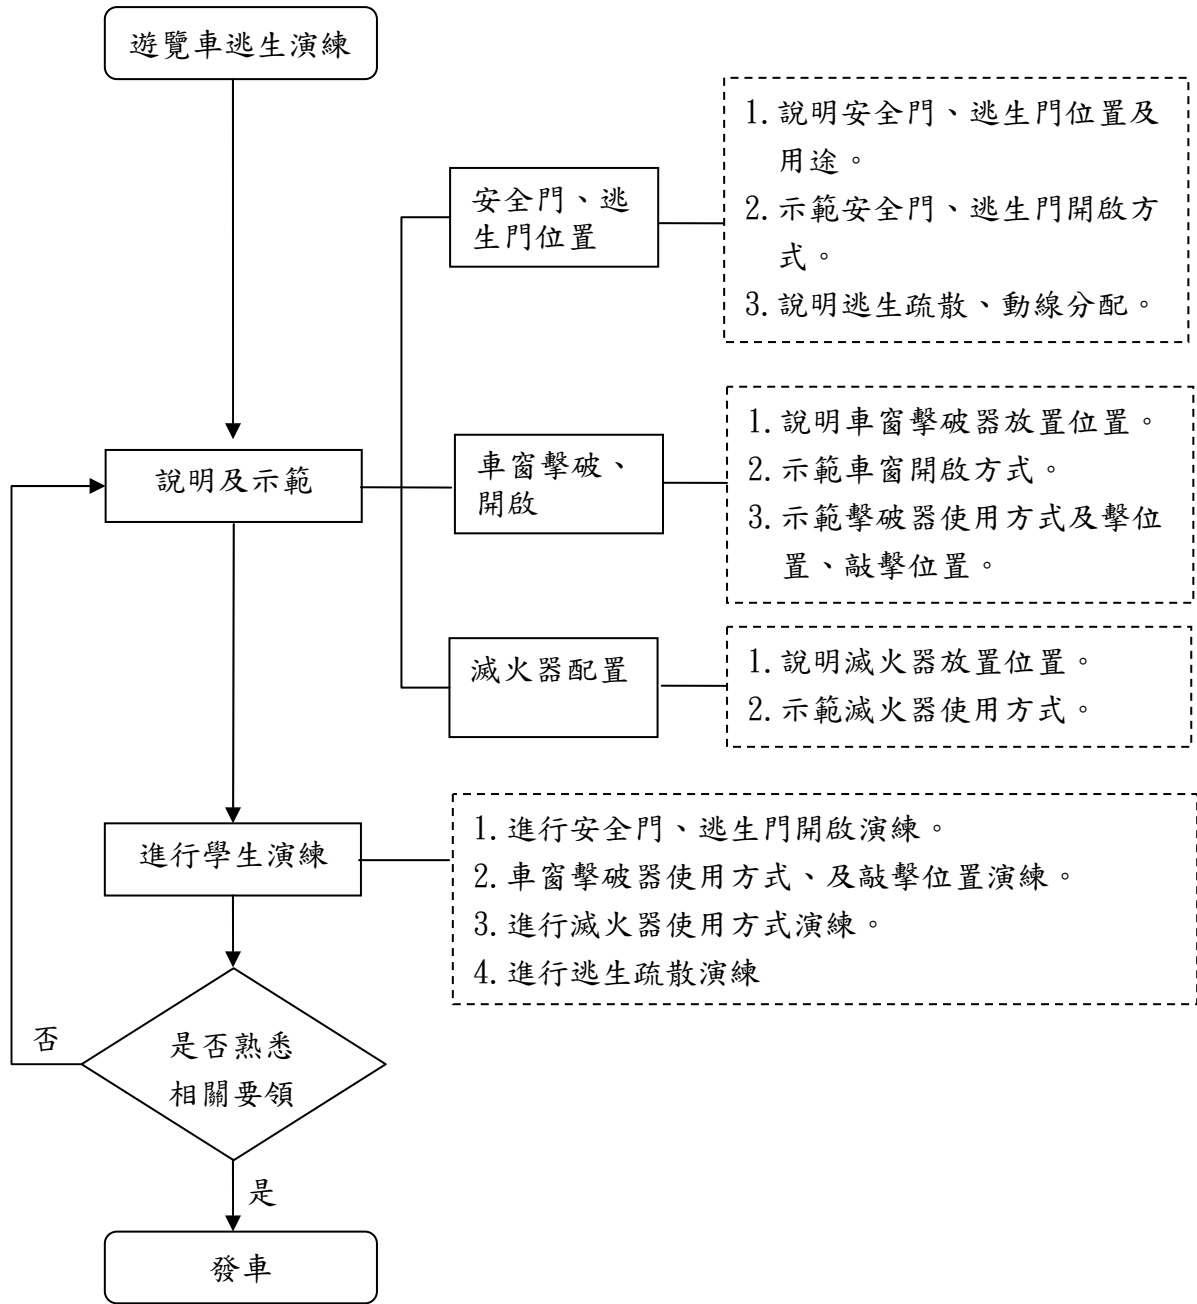 遊覽車逃生演練
安全門、逃
生門位置
1.說明安全門、逃生門位置及
用途。
2.示範安全門、逃生門開啟方
式。
3.說明逃生疏散、動線分配。
說明及示範
車窗擊破、
開啟
1.說明車窗擊破器放置位置。
2.示範車窗開啟方式。
3.示範擊破器使用方式及擊位
置、敲擊位置。
滅火器配置
1.說明滅火器放置位置。
2.示範滅火器使用方式。
進行學生演練
1.進行安全門、逃生門開啟演練。
2.車窗擊破器使用方式、及敲擊位置演練。
3.進行滅火器使用方式演練。
4.進行逃生疏散演練
否
是否熟悉
相關要領
是
發車